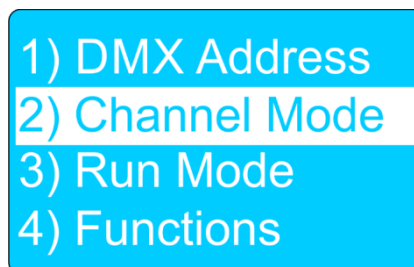 1) DMX Address
2) Channel Mode
3) Run Mode
4) Functions